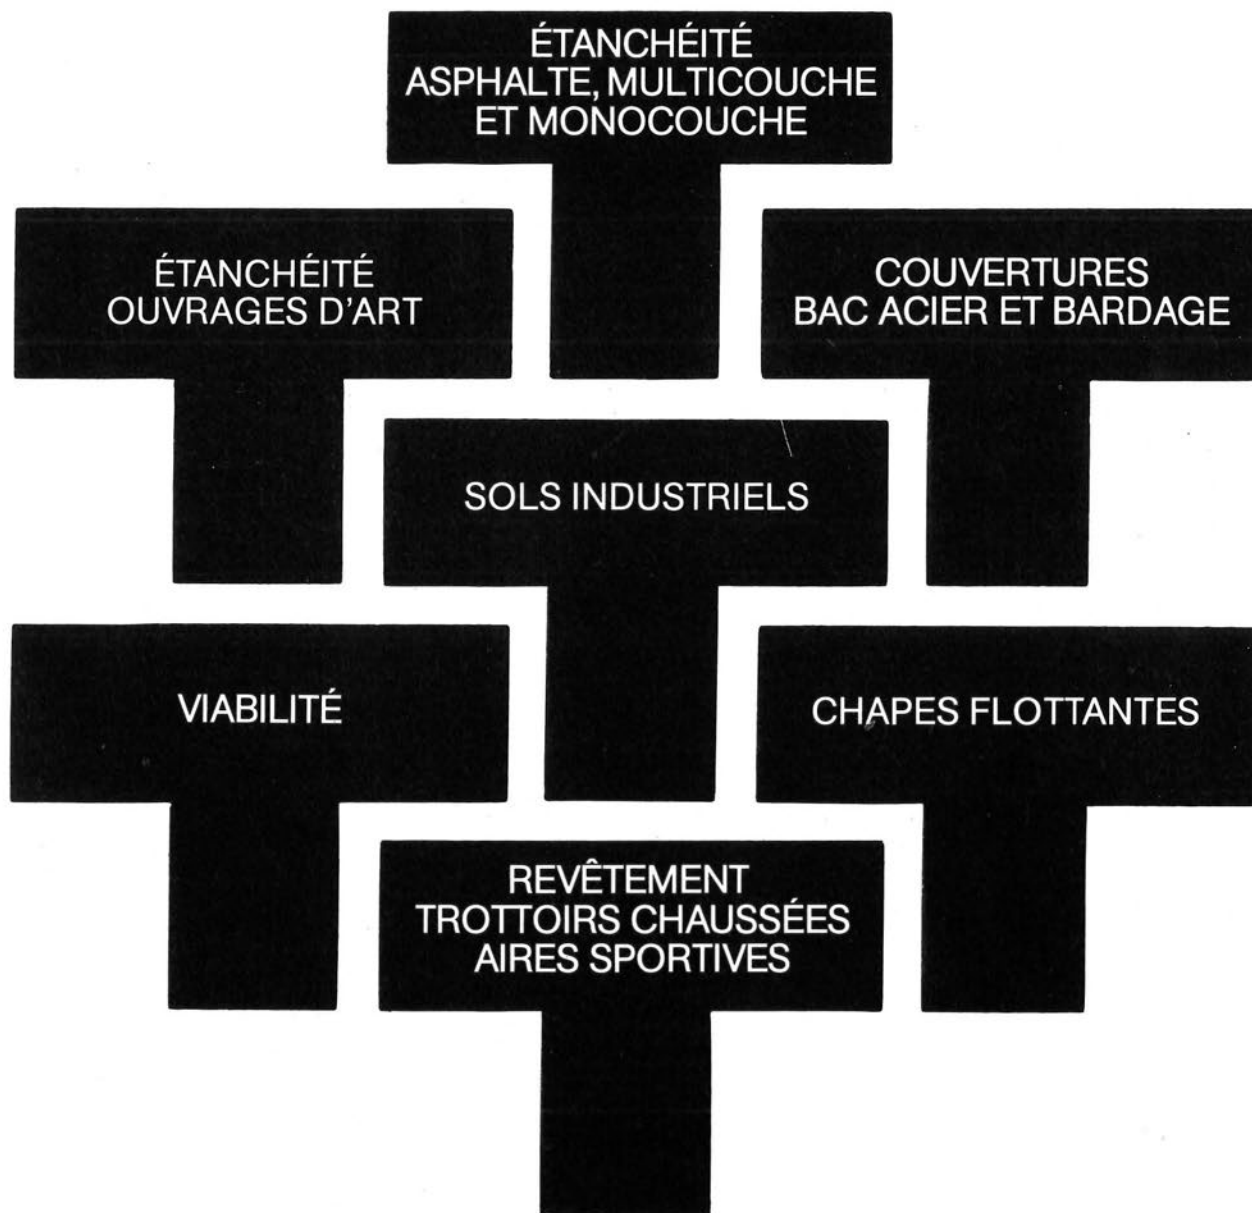 ÉTANCHÉITÉ
ASPHALTE, MULTICOUCHE
ET MONOCOUCHE
ÉTANCHÉITÉ
OUVRAGES D'ART
COUVERTURES
BAC ACIER ET BARDAGE
SOLS INDUSTRIELS
VIABILITÉ
CHAPES FLOTTANTES
REVÊTEMENT
TROTTOIRS CHAUSSÉES
AIRES SPORTIVES